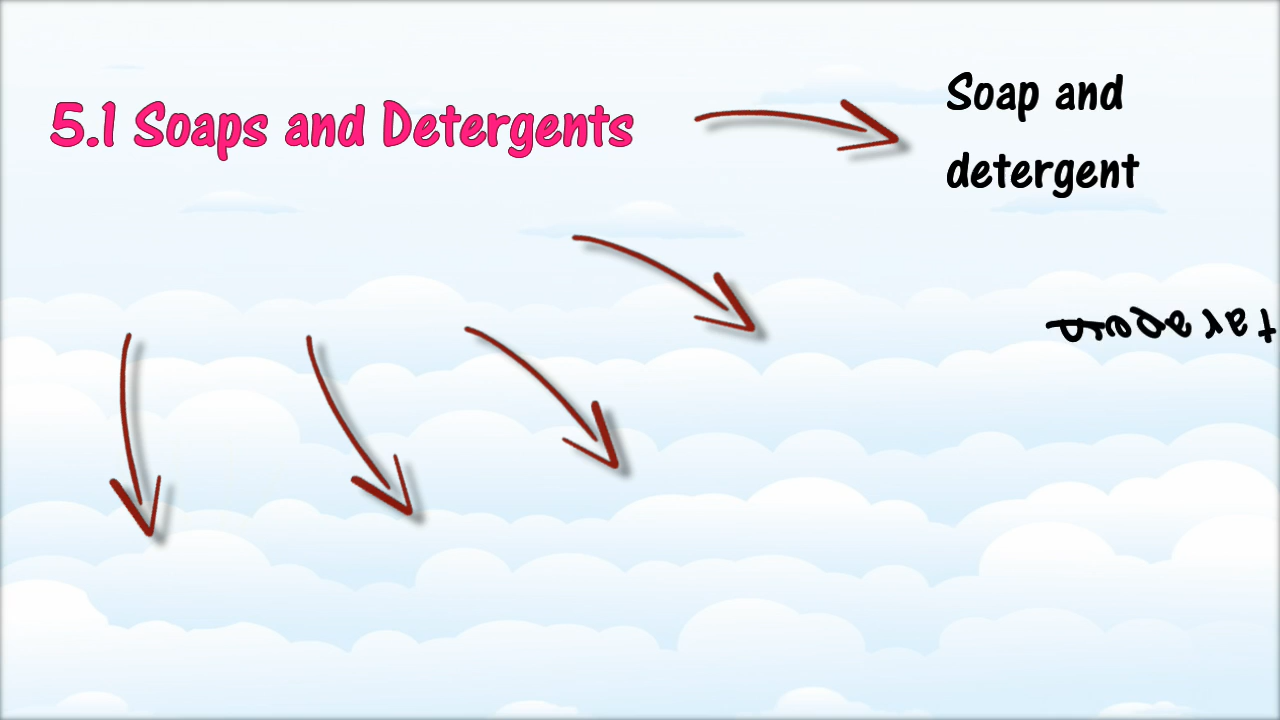 5.1 Soaps and Detergents
Soap and
detergent